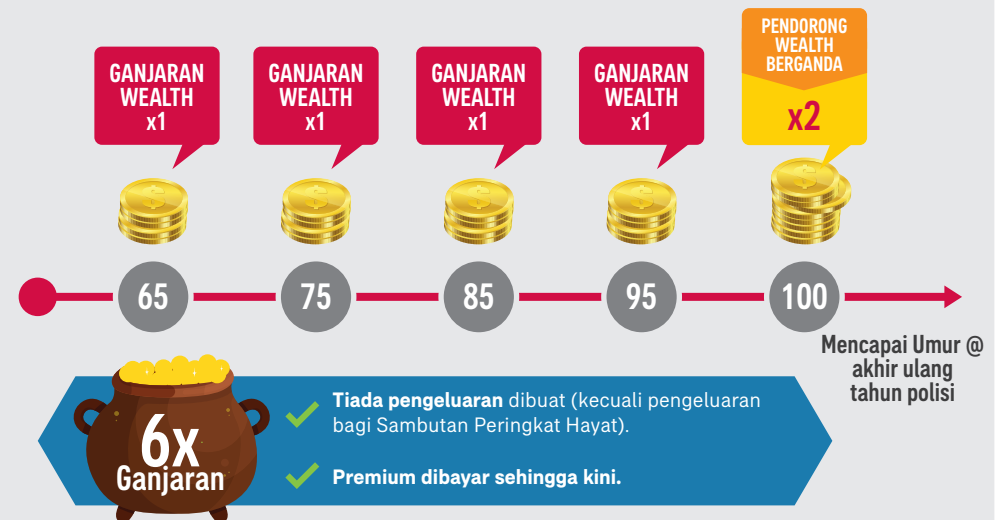 GANJARAN
WEALTH
x1
GANJARAN
WEALTH
x1
GANJARAN
WEALTH
x1
GANJARAN
WEALTH
x1
PENDORONG
WEALTH
BERGANDA
x2
65
75
85
95
100
Mencapai Umur @
akhir ulang
tahun polisi
6x
Ganjaran
Tiada pengeluaran dibuat (kecuali pengeluaran
bagi Sambutan Peringkat Hayat).
Premium dibayar sehingga kini.